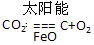 太阳能
CO₂ === C+O₂
FeO